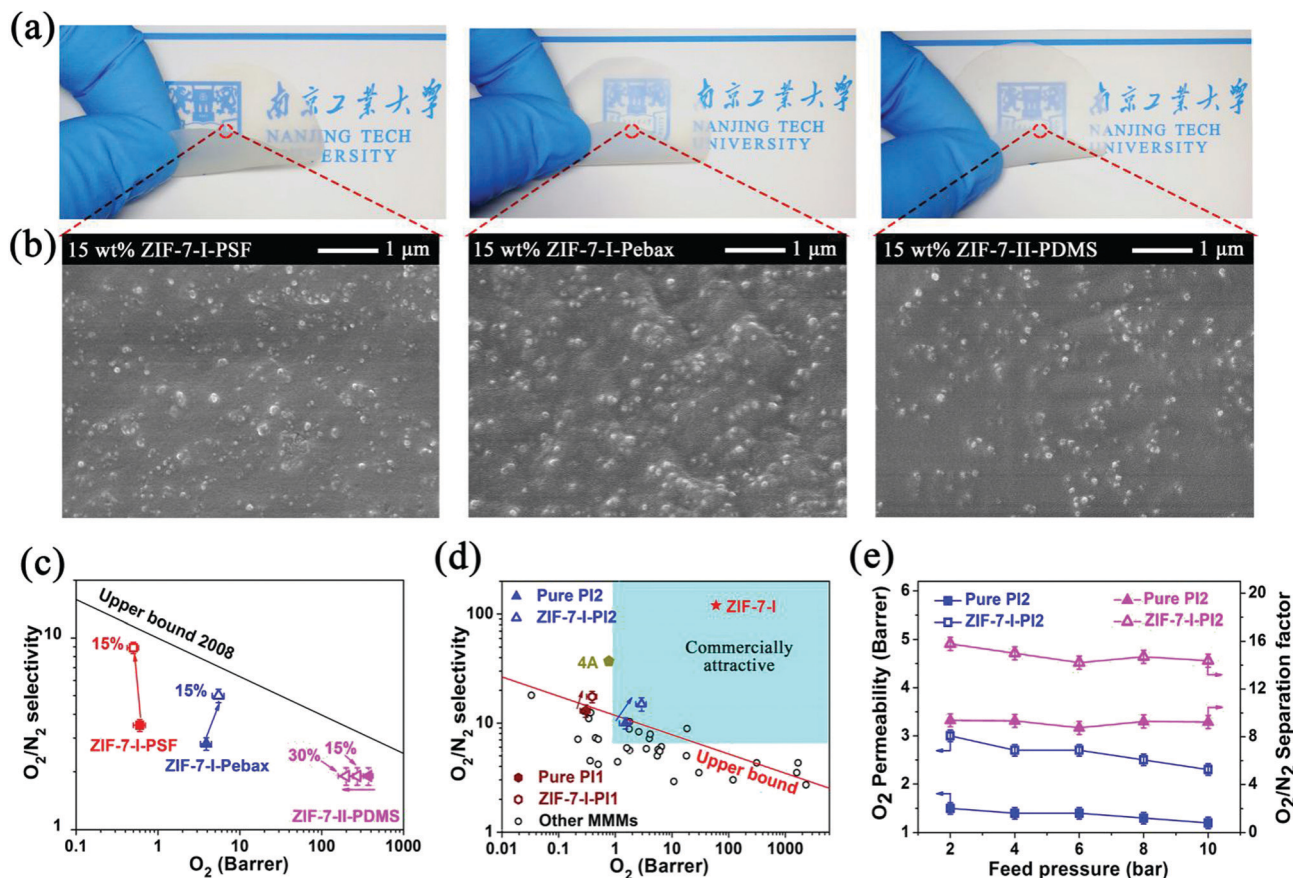 (a)
南京工业大学
NANJING TECH
UNIVERSITY
南京工业大学
NANJING TECH
UNIVERSITY
南京工业大学
NANJING TECH
UNIVERSITY
(b)
15 wt% ZIF-7-I-PSF 1 μm
15 wt% ZIF-7-I-Pebax 1 μm
15 wt% ZIF-7-II-PDMS 1 μm
(c)
Upper bound 2008
15%
15%
ZIF-7-I-PSF
ZIF-7-I-Pebax
30%
15%
ZIF-7-II-PDMS
10
1
0.1 1 10 100 1000
O₂/N₂ selectivity
O₂ (Barrer)
(d)
Pure PI2
ZIF-7-I-PI2
ZIF-7-I
4A
Commercially
attractive
Upper bound
Pure PI1
ZIF-7-I-PI1
Other MMMs
100
10
1
0.01 0.1 1 10 100 1000
O₂/N₂ selectivity
O₂ (Barrer)
(e)
Pure PI2
ZIF-7-I-PI2
Pure PI2
ZIF-7-I-PI2
6
5
4
3
2
1
20
16
12
8
4
0
2 4 6 8 10
O₂ Permeability (Barrer)
O₂/N₂ Separation factor
Feed pressure (bar)